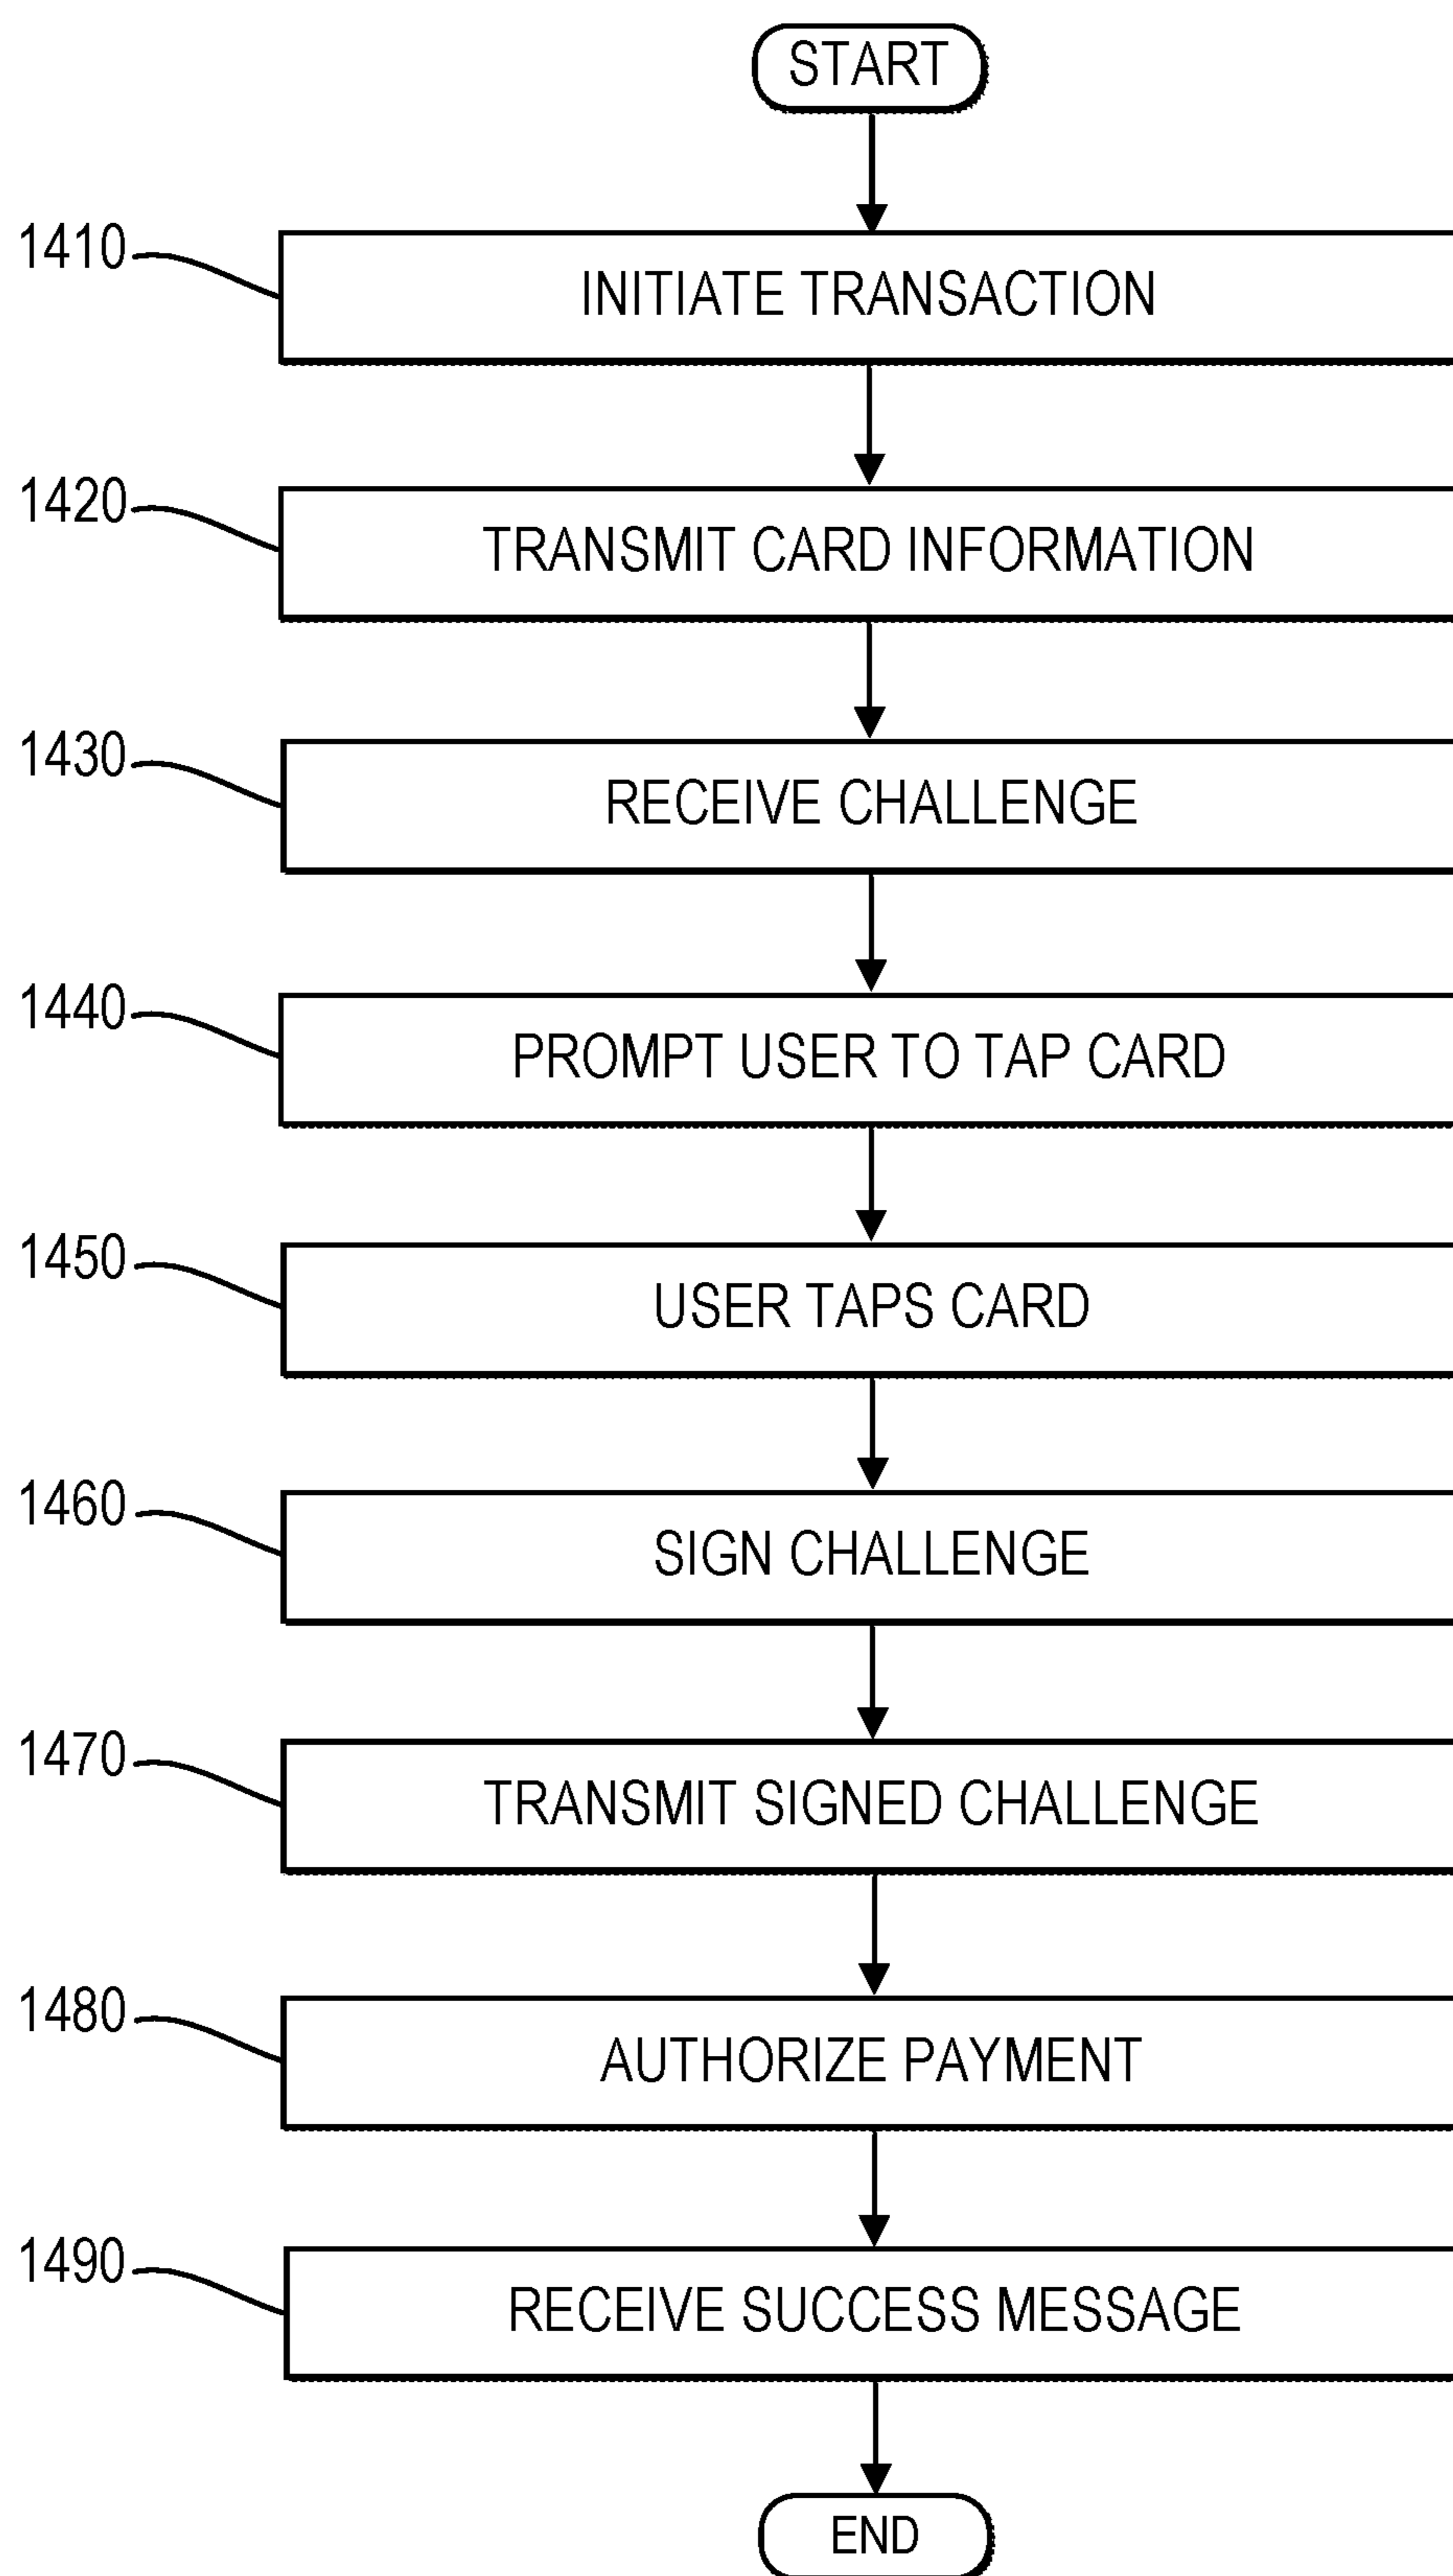 START
1410
INITIATE TRANSACTION
1420
TRANSMIT CARD INFORMATION
1430
RECEIVE CHALLENGE
1440
PROMPT USER TO TAP CARD
1450
USER TAPS CARD
1460
SIGN CHALLENGE
1470
TRANSMIT SIGNED CHALLENGE
1480
AUTHORIZE PAYMENT
1490
RECEIVE SUCCESS MESSAGE
END